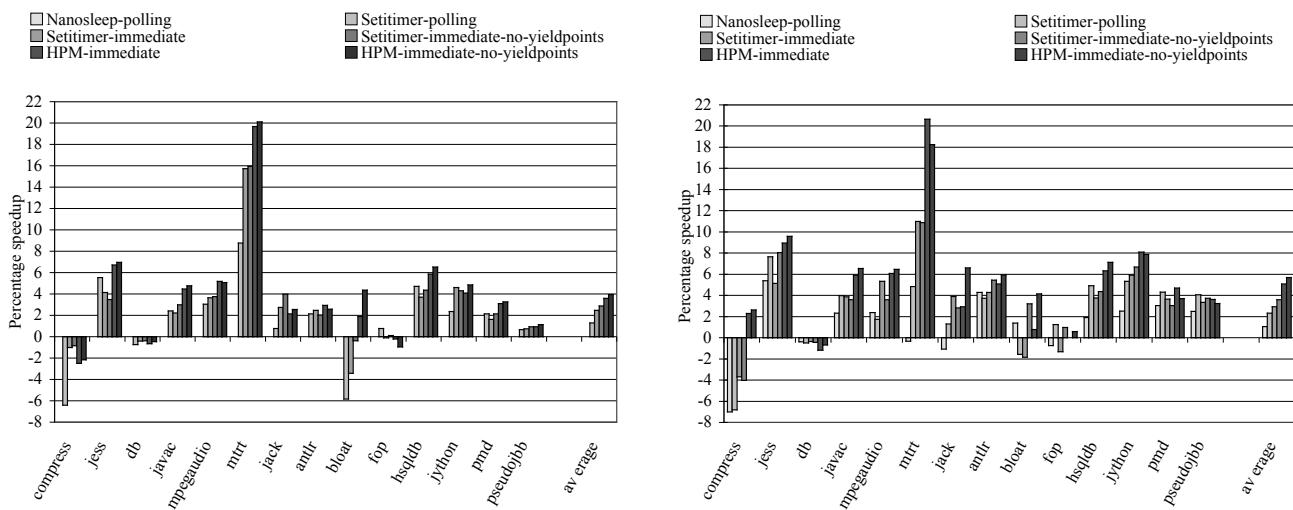 Nanosleep-polling
Setitimer-polling
Setitimer-immediate
Setitimer-immediate-no-yieldpoints
HPM-immediate
HPM-immediate-no-yieldpoints
Percentage speedup
22
20
18
16
14
12
10
8
6
4
2
0
-2
-4
-6
-8
compress
jess
db
javac
mpegaudio
mtrt
jack
antlr
bloat
fop
hsqldb
jython
pmd
pseudojbb
av erage
Nanosleep-polling
Setitimer-polling
Setitimer-immediate
Setitimer-immediate-no-yieldpoints
HPM-immediate
HPM-immediate-no-yieldpoints
Percentage speedup
22
20
18
16
14
12
10
8
6
4
2
0
-2
-4
-6
-8
compress
jess
db
javac
mpegaudio
mtrt
jack
antlr
bloat
fop
hsqldb
jython
pmd
pseudojbb
av erage